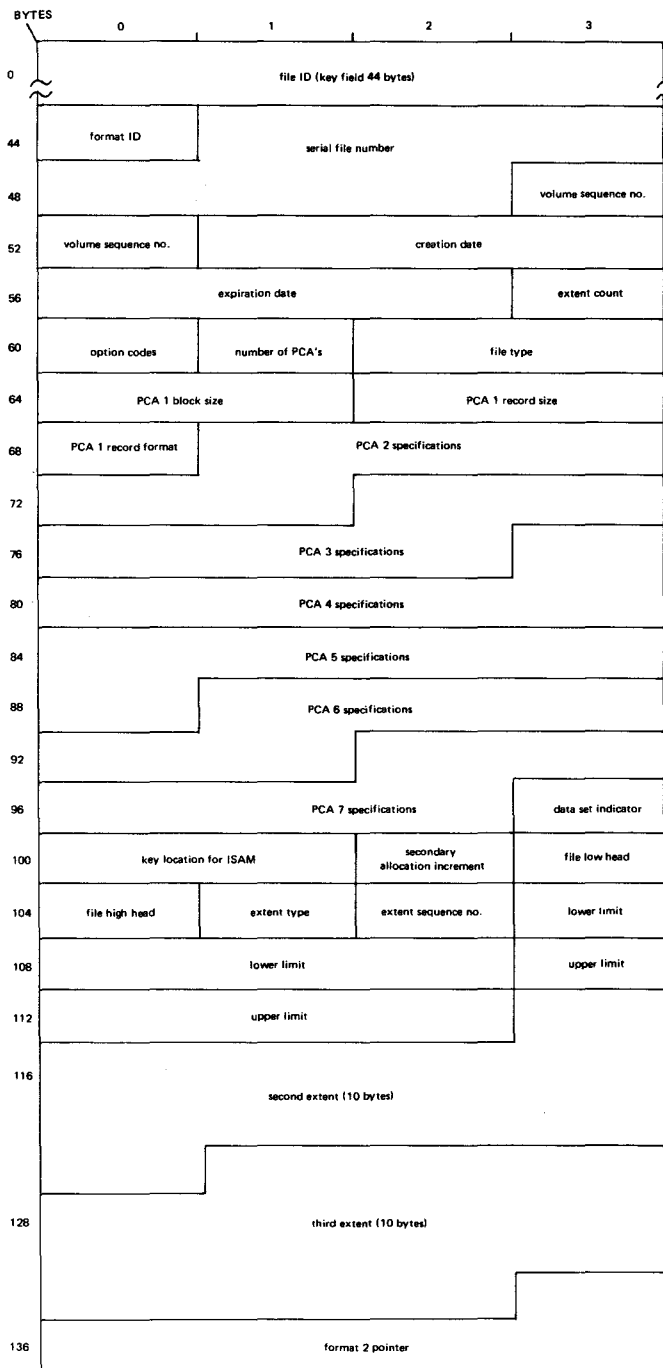 BYTES
0 1 2 3
0 file ID (key field 44 bytes)
44 format ID serial file number
48 volume sequence no.
52 volume sequence no. creation date
56 expiration date extent count
60 option codes number of PCA's file type
64 PCA 1 block size PCA 1 record size
68 PCA 1 record format PCA 2 specifications
72
76 PCA 3 specifications
80 PCA 4 specifications
84 PCA 5 specifications
88 PCA 6 specifications
92
96 PCA 7 specifications data set indicator
100 key location for ISAM secondary
allocation increment file low head
104 file high head extent type extent sequence no. lower limit
108 lower limit upper limit
112 upper limit
116
second extent (10 bytes)
128 third extent (10 bytes)
136 format 2 pointer